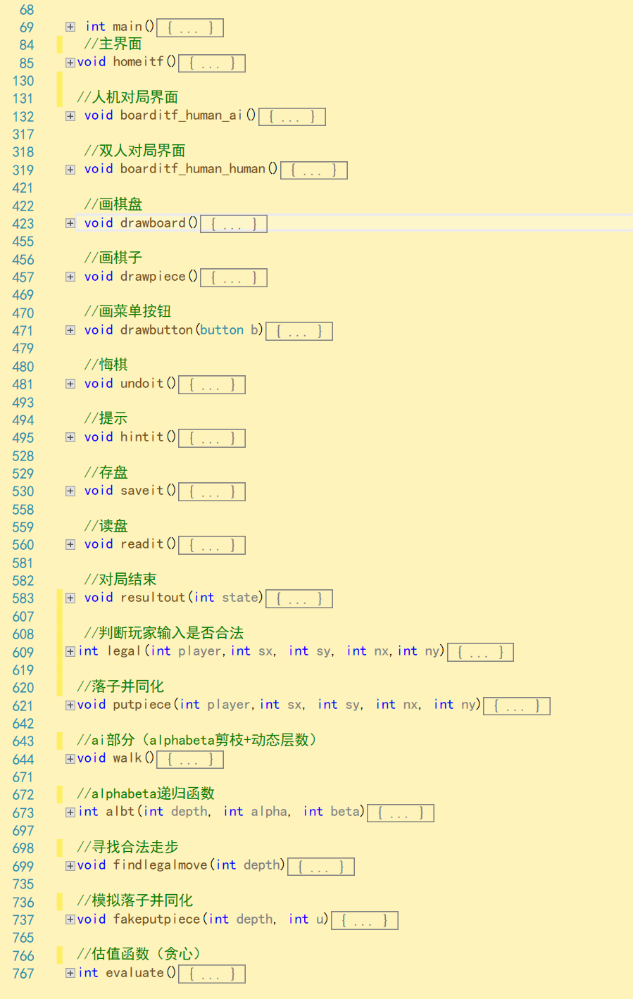 68
69 int main(){ ... }
84 //主界面
85 void homeitf(){ ... }
130
131 //人机对局界面
132 void boarditf_human_ai(){ ... }
317
318 //双人对局界面
319 void boarditf_human_human(){ ... }
421
422 //画棋盘
423 void drawboard(){ ... }
455
456 //画棋子
457 void drawpiece(){ ... }
469
470 //画菜单按钮
471 void drawbutton(button b){ ... }
479
480 //悔棋
481 void undoit(){ ... }
493
494 //提示
495 void hintit(){ ... }
528
529 //存盘
530 void saveit(){ ... }
558
559 //读盘
560 void readit(){ ... }
581
582 //对局结束
583 void resultout(int state){ ... }
607
608 //判断玩家输入是否合法
609 int legal(int player,int sx, int sy, int nx,int ny){ ... }
619
620 //落子并同化
621 void putpiece(int player,int sx, int sy, int nx, int ny){ ... }
642
643 //ai部分（alphabeta剪枝+动态层数）
644 void walk(){ ... }
671
672 //alphabeta递归函数
673 int albt(int depth, int alpha, int beta){ ... }
697
698 //寻找合法走步
699 void findlegalmove(int depth){ ... }
735
736 //模拟落子并同化
737 void fakeputpiece(int depth, int u){ ... }
765
766 //估值函数（贪心）
767 int evaluate(){ ... }